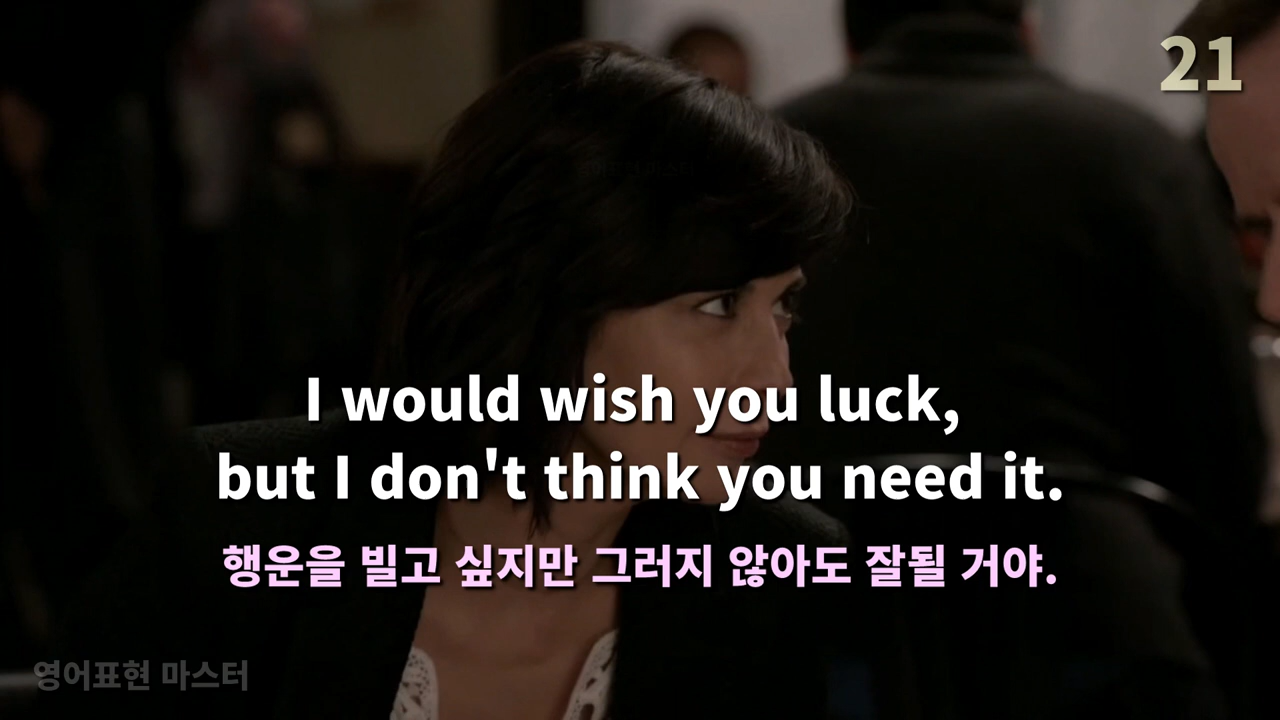 21
I would wish you luck,
but I don't think you need it.
행운을 빌고 싶지만 그러지 않아도 잘될 거야.
영어표현 마스터